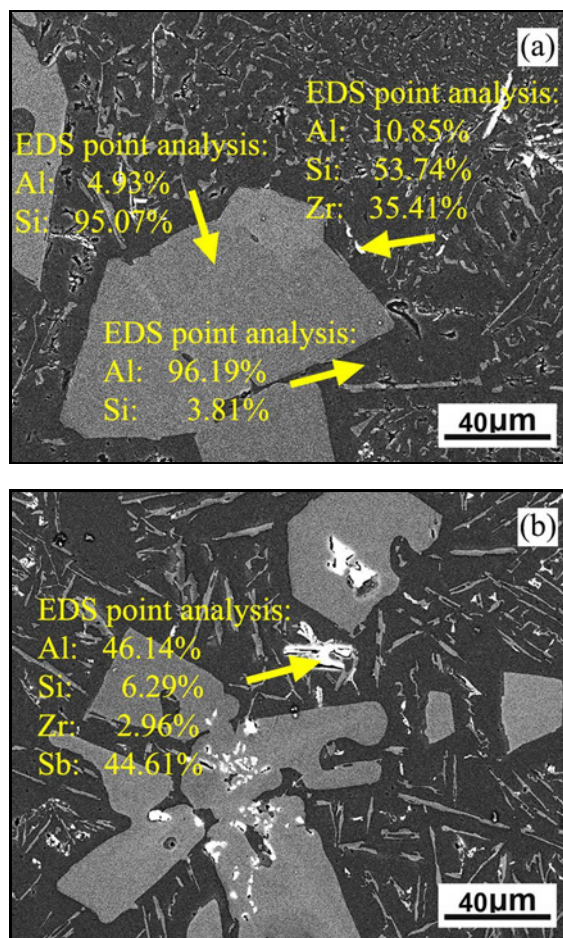 (a)
EDS point analysis:
Al: 10.85%
Si: 53.74%
Zr: 35.41%
EDS point analysis:
Al: 4.93%
Si: 95.07%
EDS point analysis:
Al: 96.19%
Si: 3.81%
40µm
(b)
EDS point analysis:
Al: 46.14%
Si: 6.29%
Zr: 2.96%
Sb: 44.61%
40µm